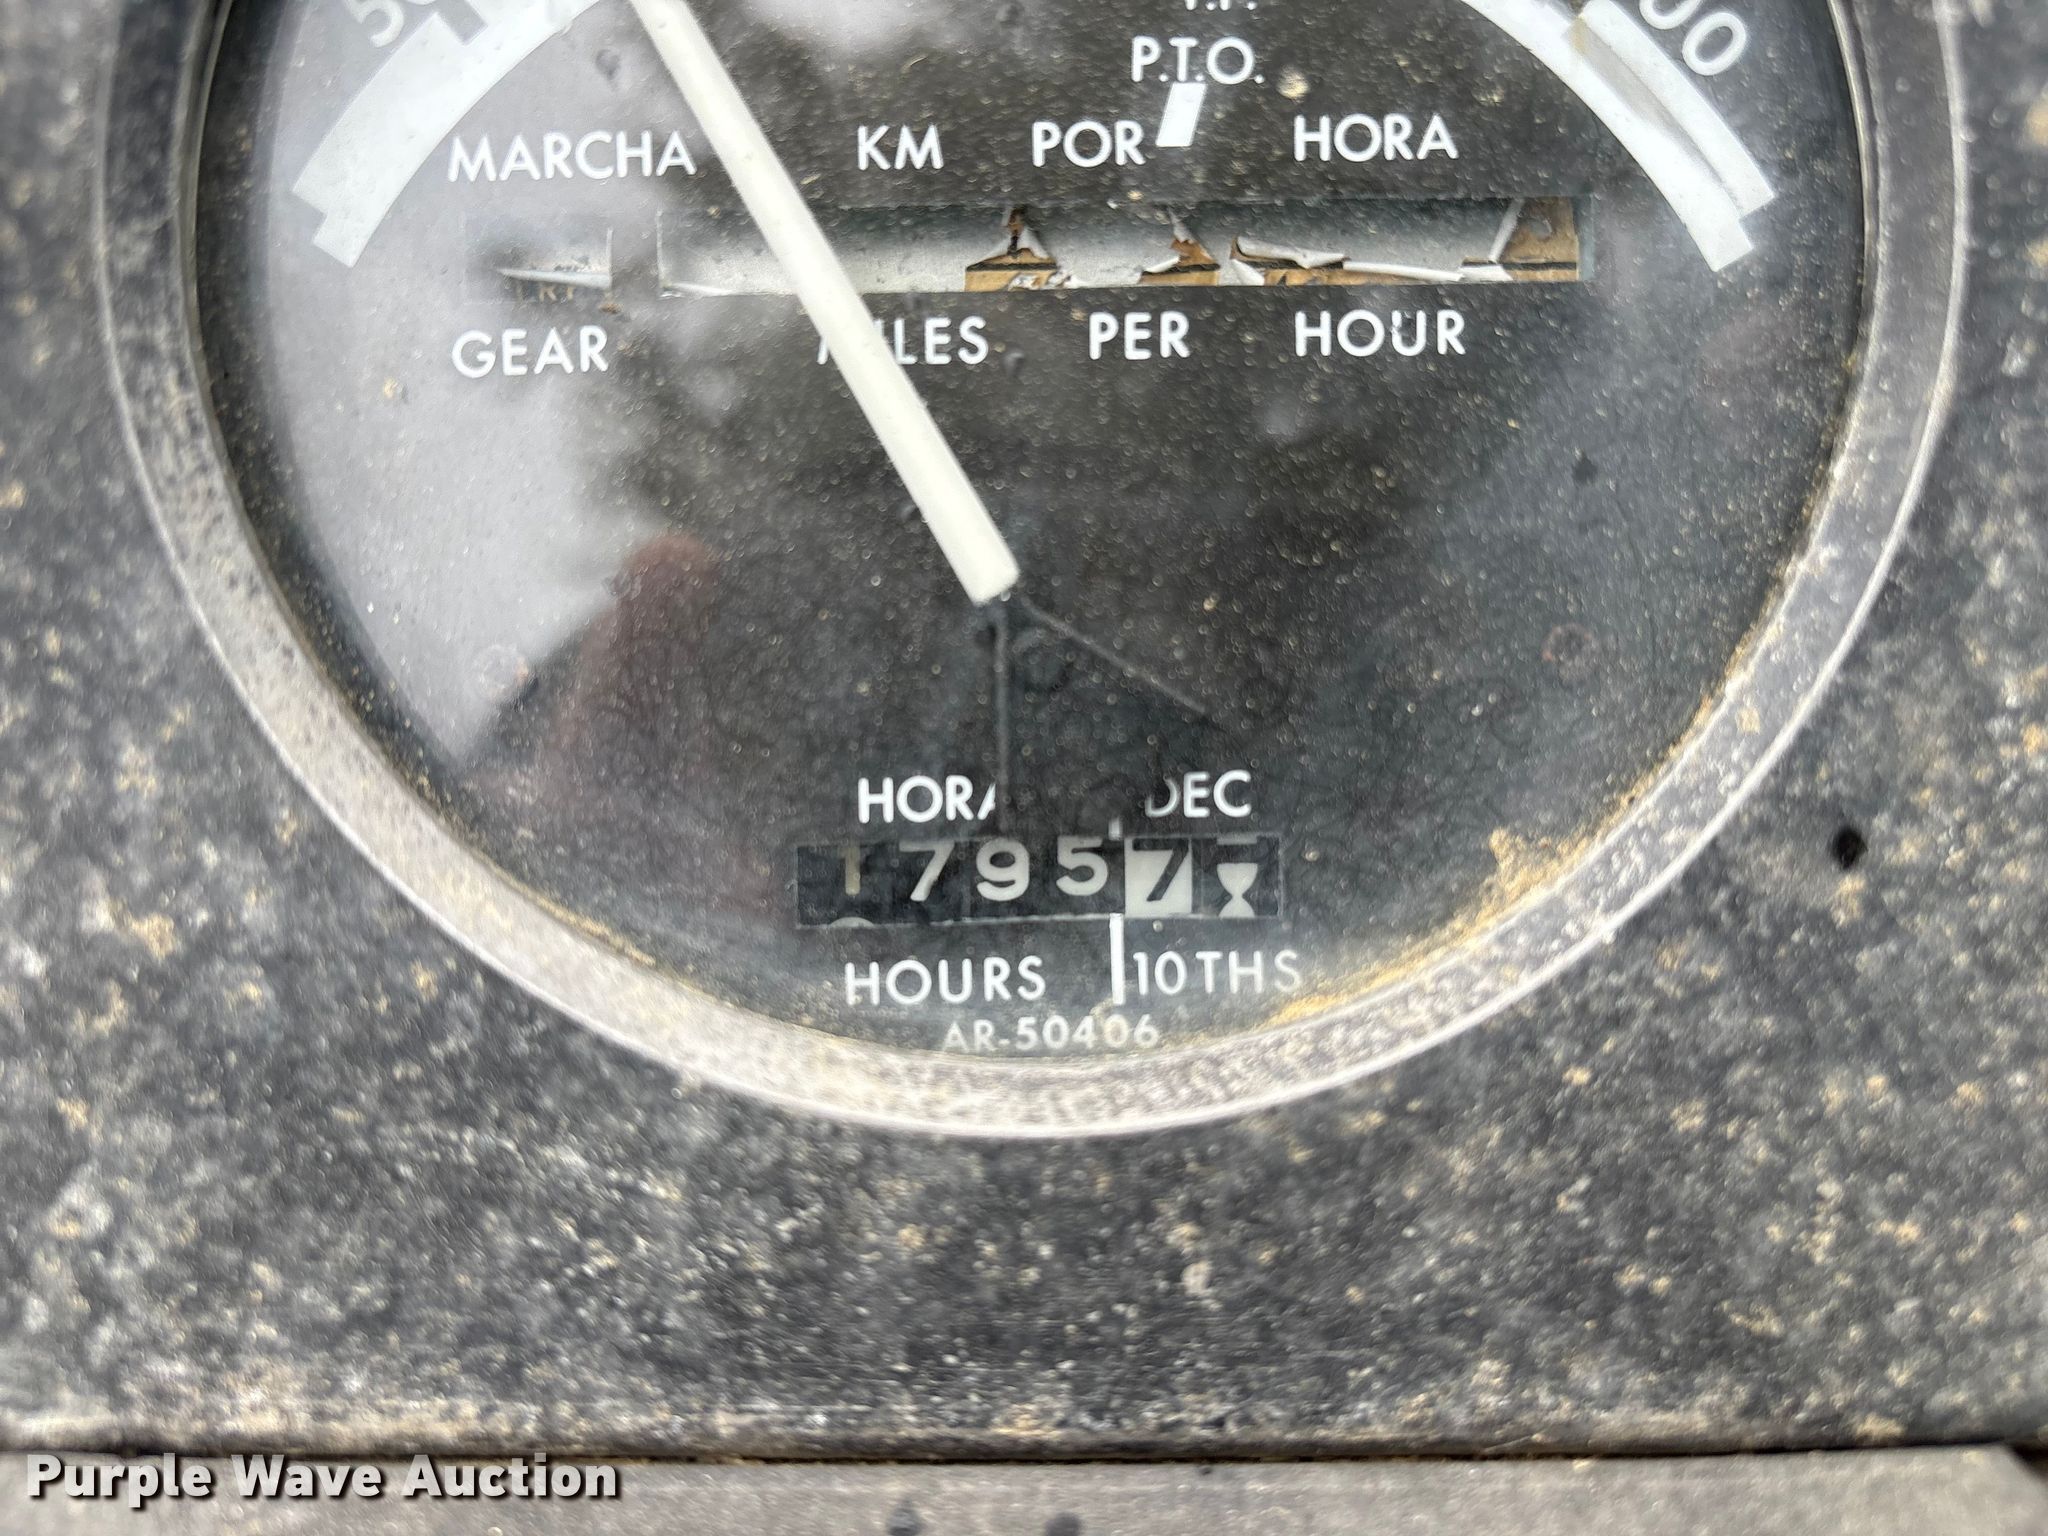 P.T.O.
MARCHA KM POR HORA
GEAR MILES PER HOUR
HORA DEC
17957
HOURS 10THS
AR-50406
Purple Wave Auction